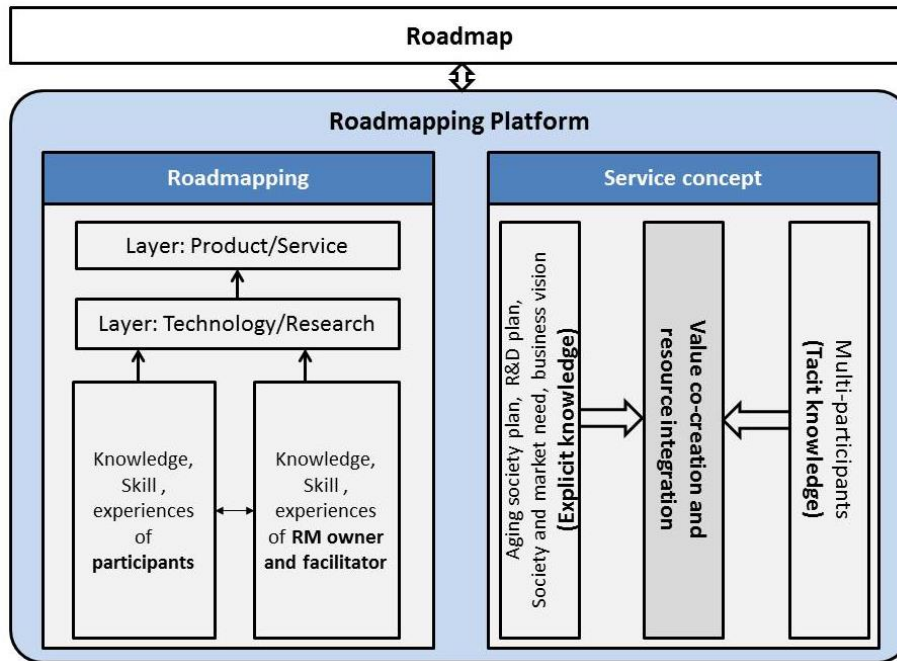 Roadmap
Roadmapping Platform
Roadmapping
Layer: Product/Service
Layer: Technology/Research
Knowledge,
Skill ,
experiences
of
participants
Knowledge,
Skill ,
experiences
of RM owner
and facilitator
Service concept
Aging society plan, R&D plan,
Society and market need, business vision
(Explicit knowledge)
Value co-creation and
resource integration
Multi-participants
(Tacit knowledge)